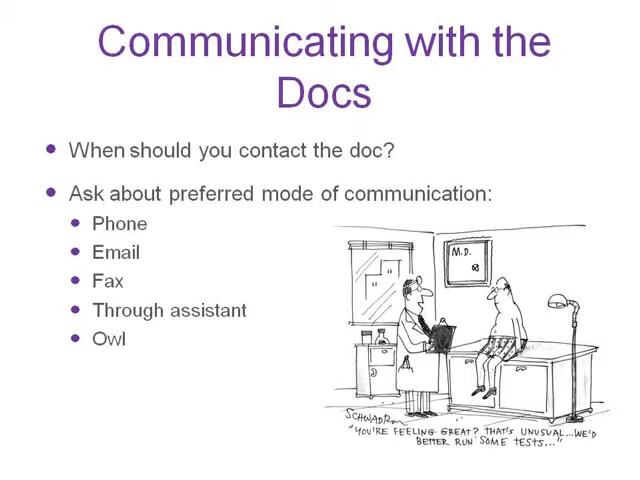 Communicating with the
Docs
When should you contact the doc?
Ask about preferred mode of communication:
Phone
Email
Fax
Through assistant
Owl
M.D.
SCHWADRON
"YOU'RE FEELING GREAT? THAT'S UNUSUAL...WE'D
BETTER RUN SOME TESTS..."